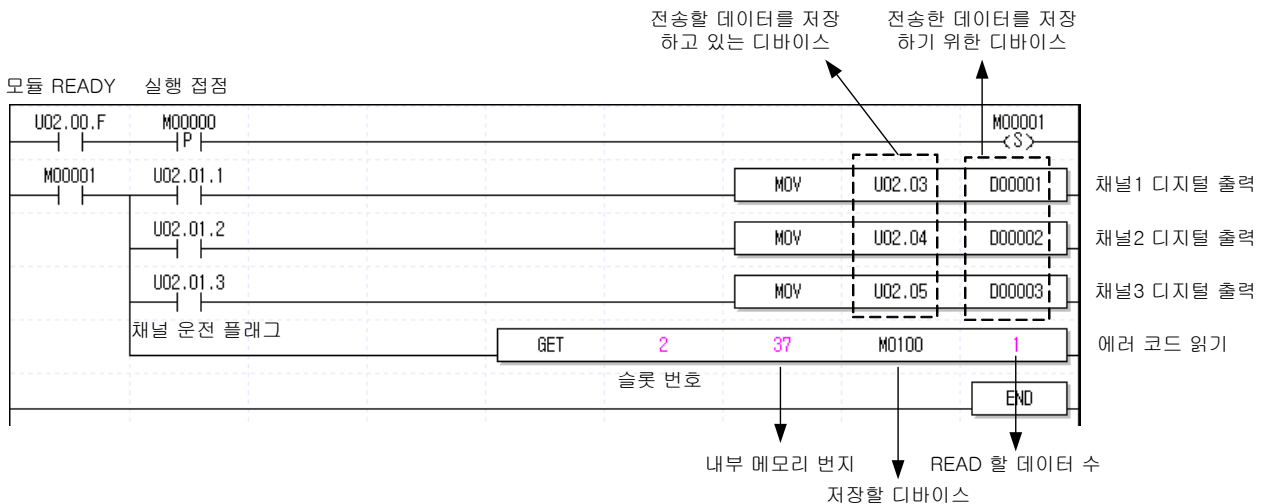 전송할 데이터를 저장
하고 있는 디바이스
전송한 데이터를 저장
하기 위한 디바이스
모듈 READY
실행 접점
U02.00.F
M00000
P
M00001
(S)
M00001
U02.01.1
MOV U02.03 D00001
채널1 디지털 출력
U02.01.2
MOV U02.04 D00002
채널2 디지털 출력
U02.01.3
MOV U02.05 D00003
채널3 디지털 출력
채널 운전 플래그
GET 2 37 M0100 1
에러 코드 읽기
슬롯 번호
END
내부 메모리 번지
READ 할 데이터 수
저장할 디바이스